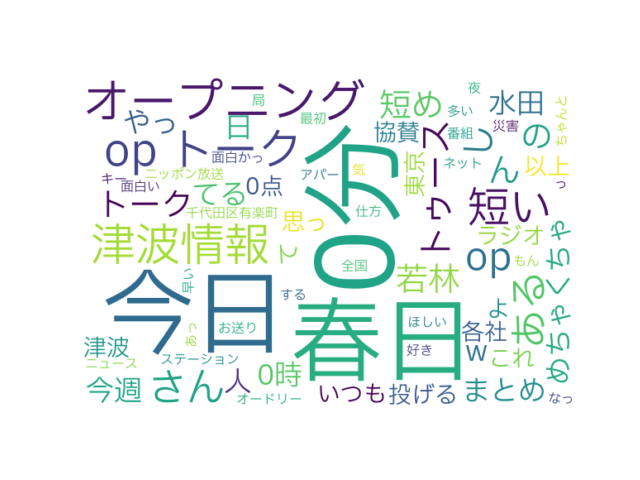 オープニング
短め
水田
夜
多い
ちゃんと
局
最初
やっ
日
協賛
し
の
災害
番組
op
トーク
面白かっ
トゥース
ん
以上
ネット
っ
ニッポン放送
アパー
キー
面白い
てる
0点
気
東京
トーク
千代田区有楽町
思っ
0分
仕方
短い
ラジオ
津波情報
て
op
もん
全国
若林
ある
めちゃくちゃ
今日
春日
早い
する
よ
お送り
ほしい
各社
津波
あっ
w
これ
好き
ニュース
ステーション
人
0時
今週
さん
オードリー
いつも
投げる
まとめ
なっ